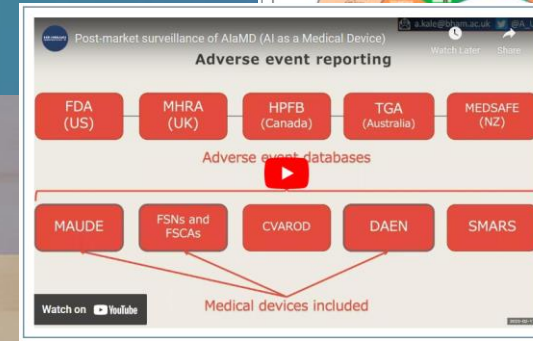 a.kale@bham.ac.uk
Post-market surveillance of AIaMD (AI as a Medical Device)
Watch Later
Share
Adverse event reporting
FDA
(US)
MHRA
(UK)
HPFB
(Canada)
TGA
(Australia)
MEDSAFE
(NZ)
Adverse event databases
MAUDE
FSNs and
FSCAs
CVAROD
DAEN
SMARS
Medical devices included
Watch on YouTube